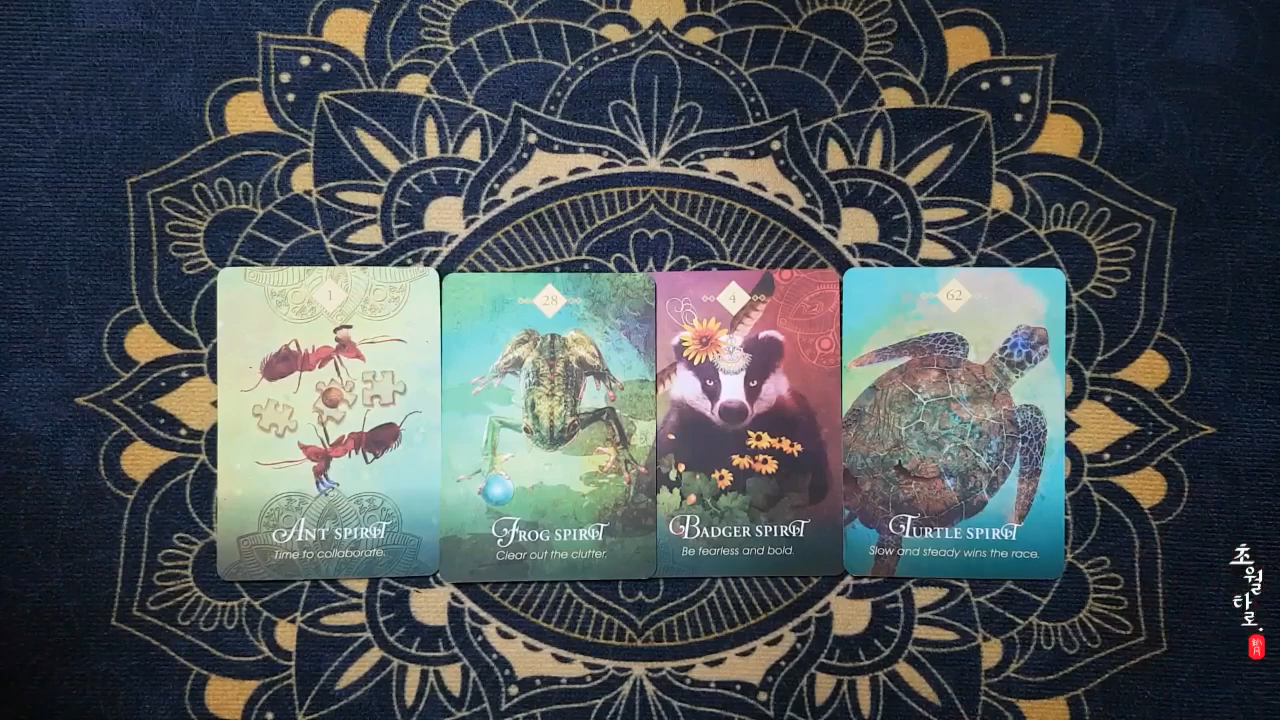 1
ANT SPIRIT
Time to collaborate.
28
FROG SPIRIT
Clear out the clutter.
4
BADGER SPIRIT
Be fearless and bold.
62
TURTLE SPIRIT
Slow and steady wins the race.
초월타로.